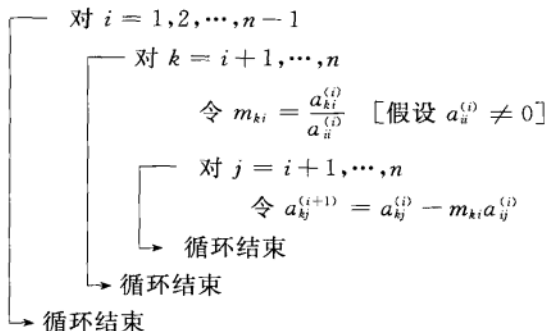 对 i = 1,2,⋯,n−1
对 k = i+1,⋯,n
令 m_{ki} = \frac{a_{ki}^{(i)}}{a_{ii}^{(i)}} [假设 a_{ii}^{(i)} ≠ 0]
对 j = i+1,⋯,n
令 a_{kj}^{(i+1)} = a_{kj}^{(i)} − m_{ki}a_{ij}^{(i)}
循环结束
循环结束
循环结束